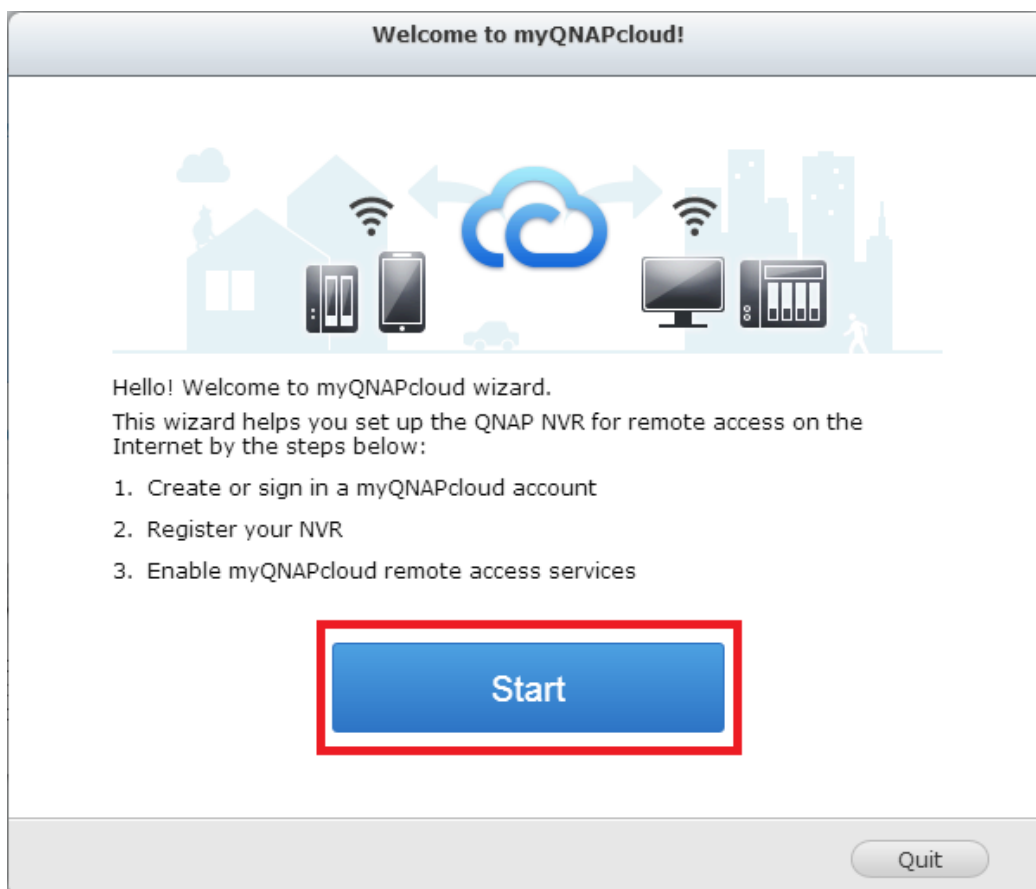 Welcome to myQNAPcloud!
Hello! Welcome to myQNAPcloud wizard.
This wizard helps you set up the QNAP NVR for remote access on the
Internet by the steps below:
1. Create or sign in a myQNAPcloud account
2. Register your NVR
3. Enable myQNAPcloud remote access services
Start
Quit